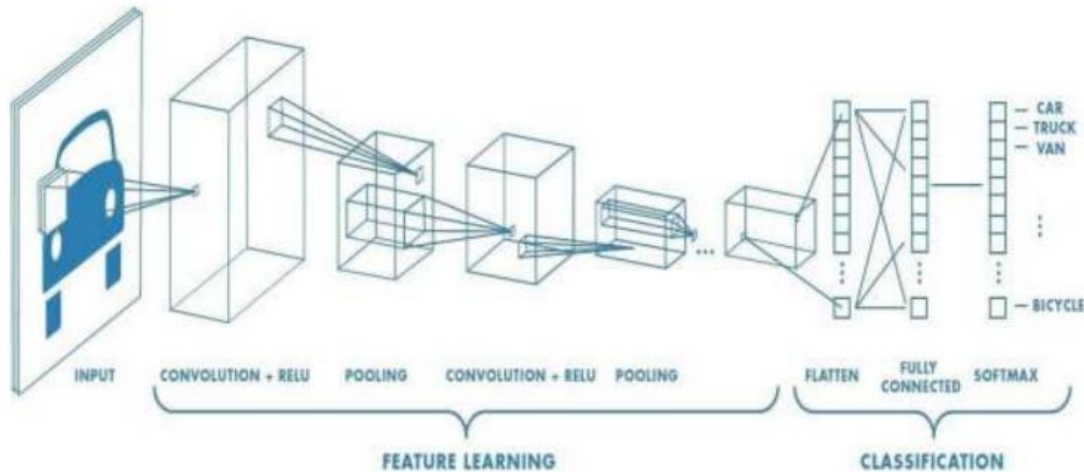 CAR
TRUCK
VAN
BICYCLE
INPUT
CONVOLUTION + RELU
POOLING
CONVOLUTION + RELU
POOLING
FLATTEN
FULLY
CONNECTED
SOFTMAX
FEATURE LEARNING
CLASSIFICATION